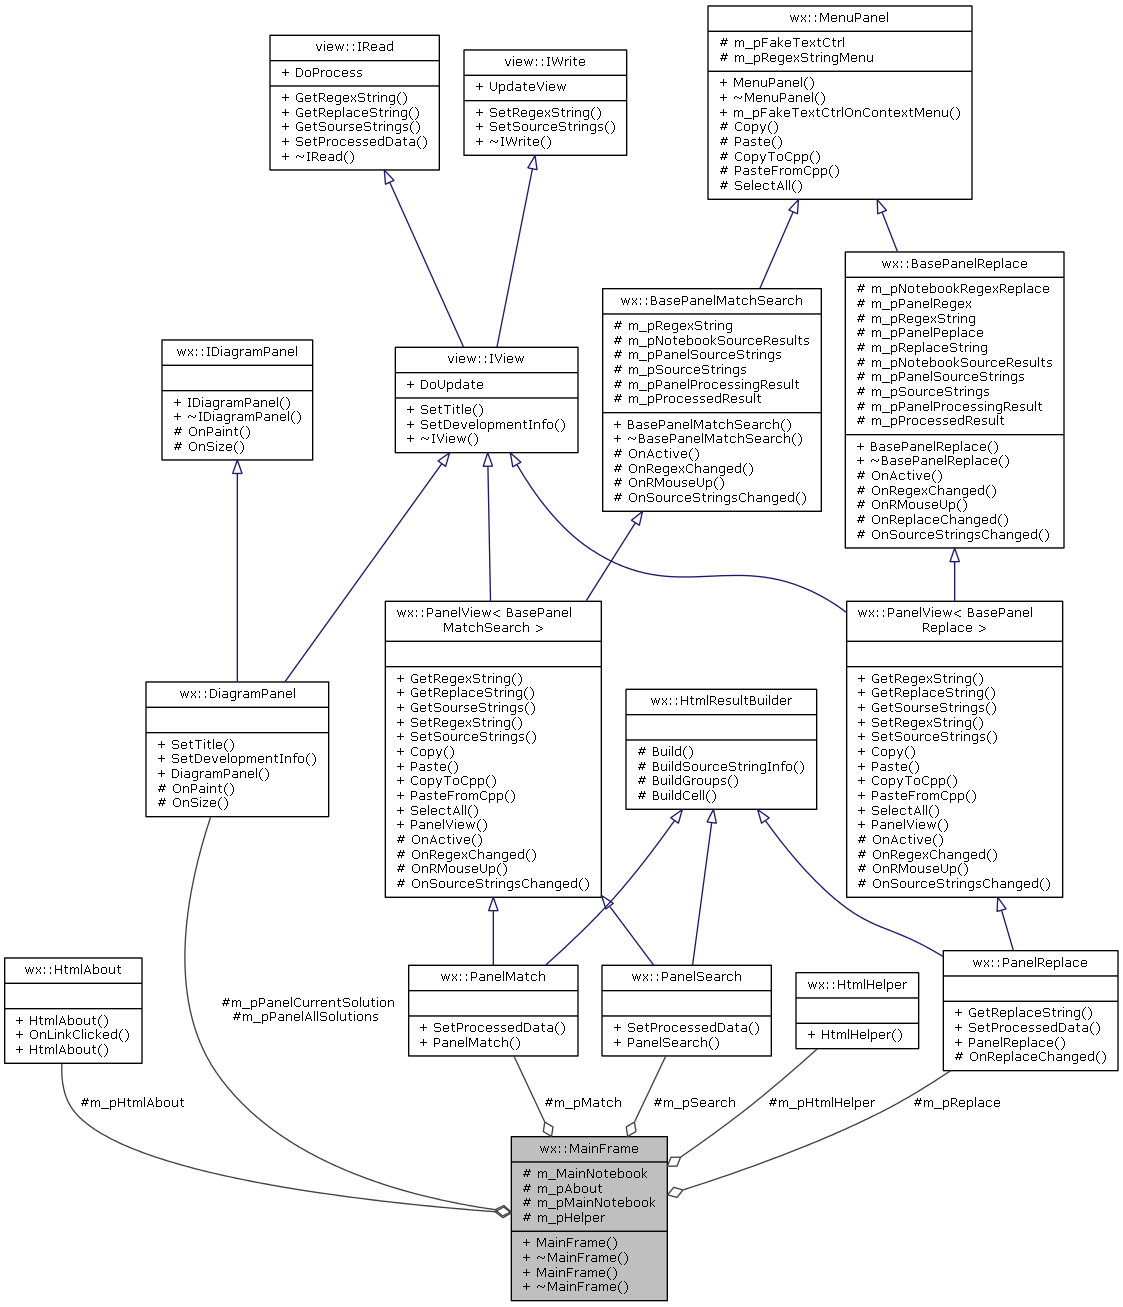 wx::MenuPanel
# m_pFakeTextCtrl
# m_pRegexStringMenu
+ MenuPanel()
+ ~MenuPanel()
+ m_pFakeTextCtrlOnContextMenu()
# Copy()
# Paste()
# CopyToCpp()
# PasteFromCpp()
# SelectAll()
view::IRead
+ DoProcess
+ GetRegexString()
+ GetReplaceString()
+ GetSourseStrings()
+ SetProcessedData()
+ ~IRead()
view::IWrite
+ UpdateView
+ SetRegexString()
+ SetSourceStrings()
+ ~IWrite()
wx::BasePanelReplace
# m_pNotebookRegexReplace
# m_pPanelRegex
# m_pRegexString
# m_pPanelPeplace
# m_pReplaceString
# m_pNotebookSourceResults
# m_pPanelSourceStrings
# m_pSourceStrings
# m_pPanelProcessingResult
# m_pProcessedResult
+ BasePanelReplace()
+ ~BasePanelReplace()
# OnActive()
# OnRegexChanged()
# OnRMouseUp()
# OnReplaceChanged()
# OnSourceStringsChanged()
wx::BasePanelMatchSearch
# m_pRegexString
# m_pNotebookSourceResults
# m_pPanelSourceStrings
# m_pSourceStrings
# m_pPanelProcessingResult
# m_pProcessedResult
+ BasePanelMatchSearch()
+ ~BasePanelMatchSearch()
# OnActive()
# OnRegexChanged()
# OnRMouseUp()
# OnSourceStringsChanged()
wx::IDiagramPanel
+ IDiagramPanel()
+ ~IDiagramPanel()
# OnPaint()
# OnSize()
view::IView
+ DoUpdate
+ SetTitle()
+ SetDevelopmentInfo()
+ ~IView()
wx::PanelView< BasePanel
MatchSearch >
+ GetRegexString()
+ GetReplaceString()
+ GetSourseStrings()
+ SetRegexString()
+ SetSourceStrings()
+ Copy()
+ Paste()
+ CopyToCpp()
+ PasteFromCpp()
+ SelectAll()
+ PanelView()
# OnActive()
# OnRegexChanged()
# OnRMouseUp()
# OnSourceStringsChanged()
wx::PanelView< BasePanel
Replace >
+ GetRegexString()
+ GetReplaceString()
+ GetSourseStrings()
+ SetRegexString()
+ SetSourceStrings()
+ Copy()
+ Paste()
+ CopyToCpp()
+ PasteFromCpp()
+ SelectAll()
+ PanelView()
# OnActive()
# OnRegexChanged()
# OnRMouseUp()
# OnSourceStringsChanged()
wx::DiagramPanel
+ SetTitle()
+ SetDevelopmentInfo()
+ DiagramPanel()
# OnPaint()
# OnSize()
wx::HtmlResultBuilder
# Build()
# BuildSourceStringInfo()
# BuildGroups()
# BuildCell()
wx::HtmlAbout
+ HtmlAbout()
+ OnLinkClicked()
+ HtmlAbout()
#m_pPanelCurrentSolution
#m_pPanelAllSolutions
wx::PanelMatch
+ SetProcessedData()
+ PanelMatch()
wx::PanelSearch
+ SetProcessedData()
+ PanelSearch()
wx::HtmlHelper
+ HtmlHelper()
wx::PanelReplace
+ GetReplaceString()
+ SetProcessedData()
+ PanelReplace()
# OnReplaceChanged()
#m_pHtmlAbout
#m_pMatch
#m_pSearch
#m_pHtmlHelper
#m_pReplace
wx::MainFrame
# m_MainNotebook
# m_pAbout
# m_pMainNotebook
# m_pHelper
+ MainFrame()
+ ~MainFrame()
+ MainFrame()
+ ~MainFrame()